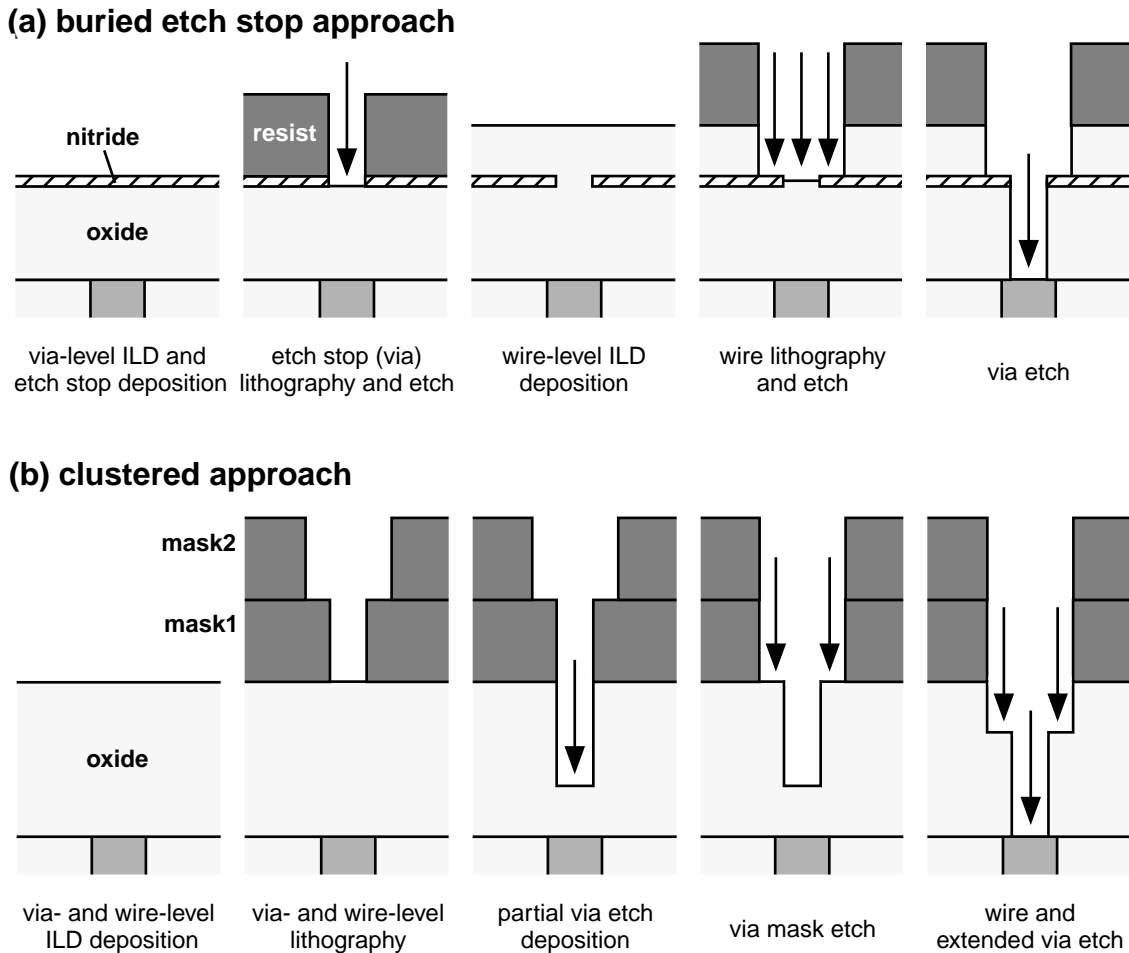 (a) buried etch stop approach
nitride
resist
oxide
via-level ILD and
etch stop deposition
etch stop (via)
lithography and etch
wire-level ILD
deposition
wire lithography
and etch
via etch
(b) clustered approach
mask2
mask1
oxide
via- and wire-level
ILD deposition
via- and wire-level
lithography
partial via etch
deposition
via mask etch
wire and
extended via etch